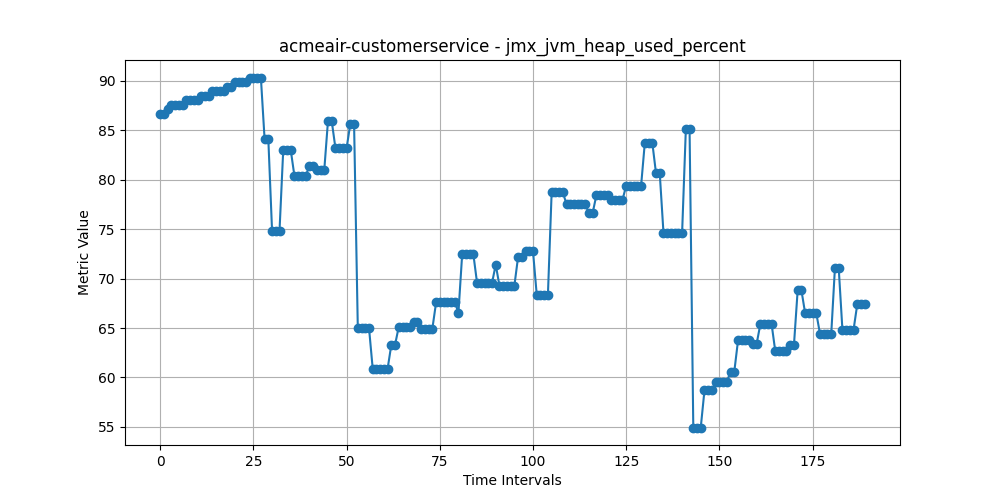 acmeair-customerservice - jmx_jvm_heap_used_percent
90
85
80
75
70
65
60
55
Metric Value
0 25 50 75 100 125 150 175
Time Intervals